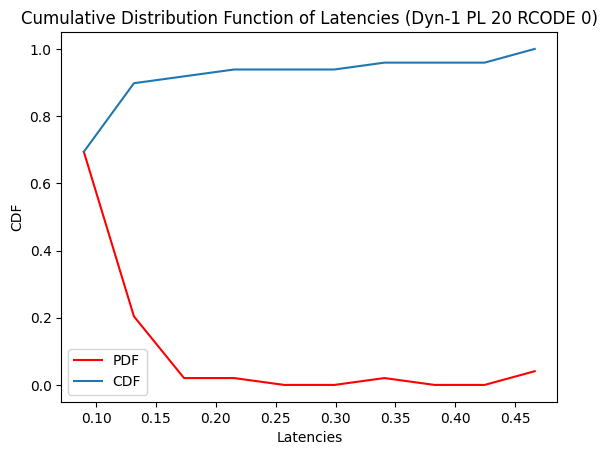 Cumulative Distribution Function of Latencies (Dyn-1 PL 20 RCODE 0)
1.0
0.8
0.6
0.4
0.2
0.0
CDF
PDF
CDF
0.10 0.15 0.20 0.25 0.30 0.35 0.40 0.45
Latencies